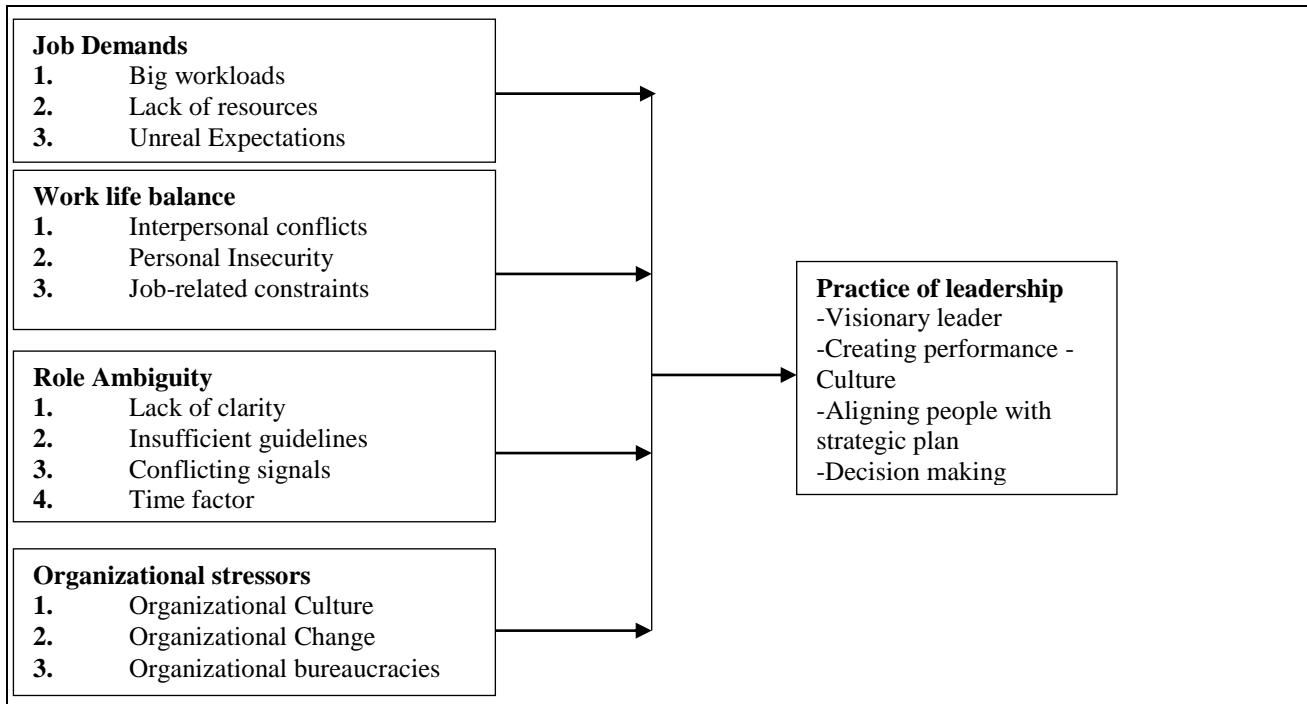 Job Demands
1. Big workloads
2. Lack of resources
3. Unreal Expectations
Work life balance
1. Interpersonal conflicts
2. Personal Insecurity
3. Job-related constraints
Role Ambiguity
1. Lack of clarity
2. Insufficient guidelines
3. Conflicting signals
4. Time factor
Organizational stressors
1. Organizational Culture
2. Organizational Change
3. Organizational bureaucracies
Practice of leadership
-Visionary leader
-Creating performance -
Culture
-Aligning people with
strategic plan
-Decision making